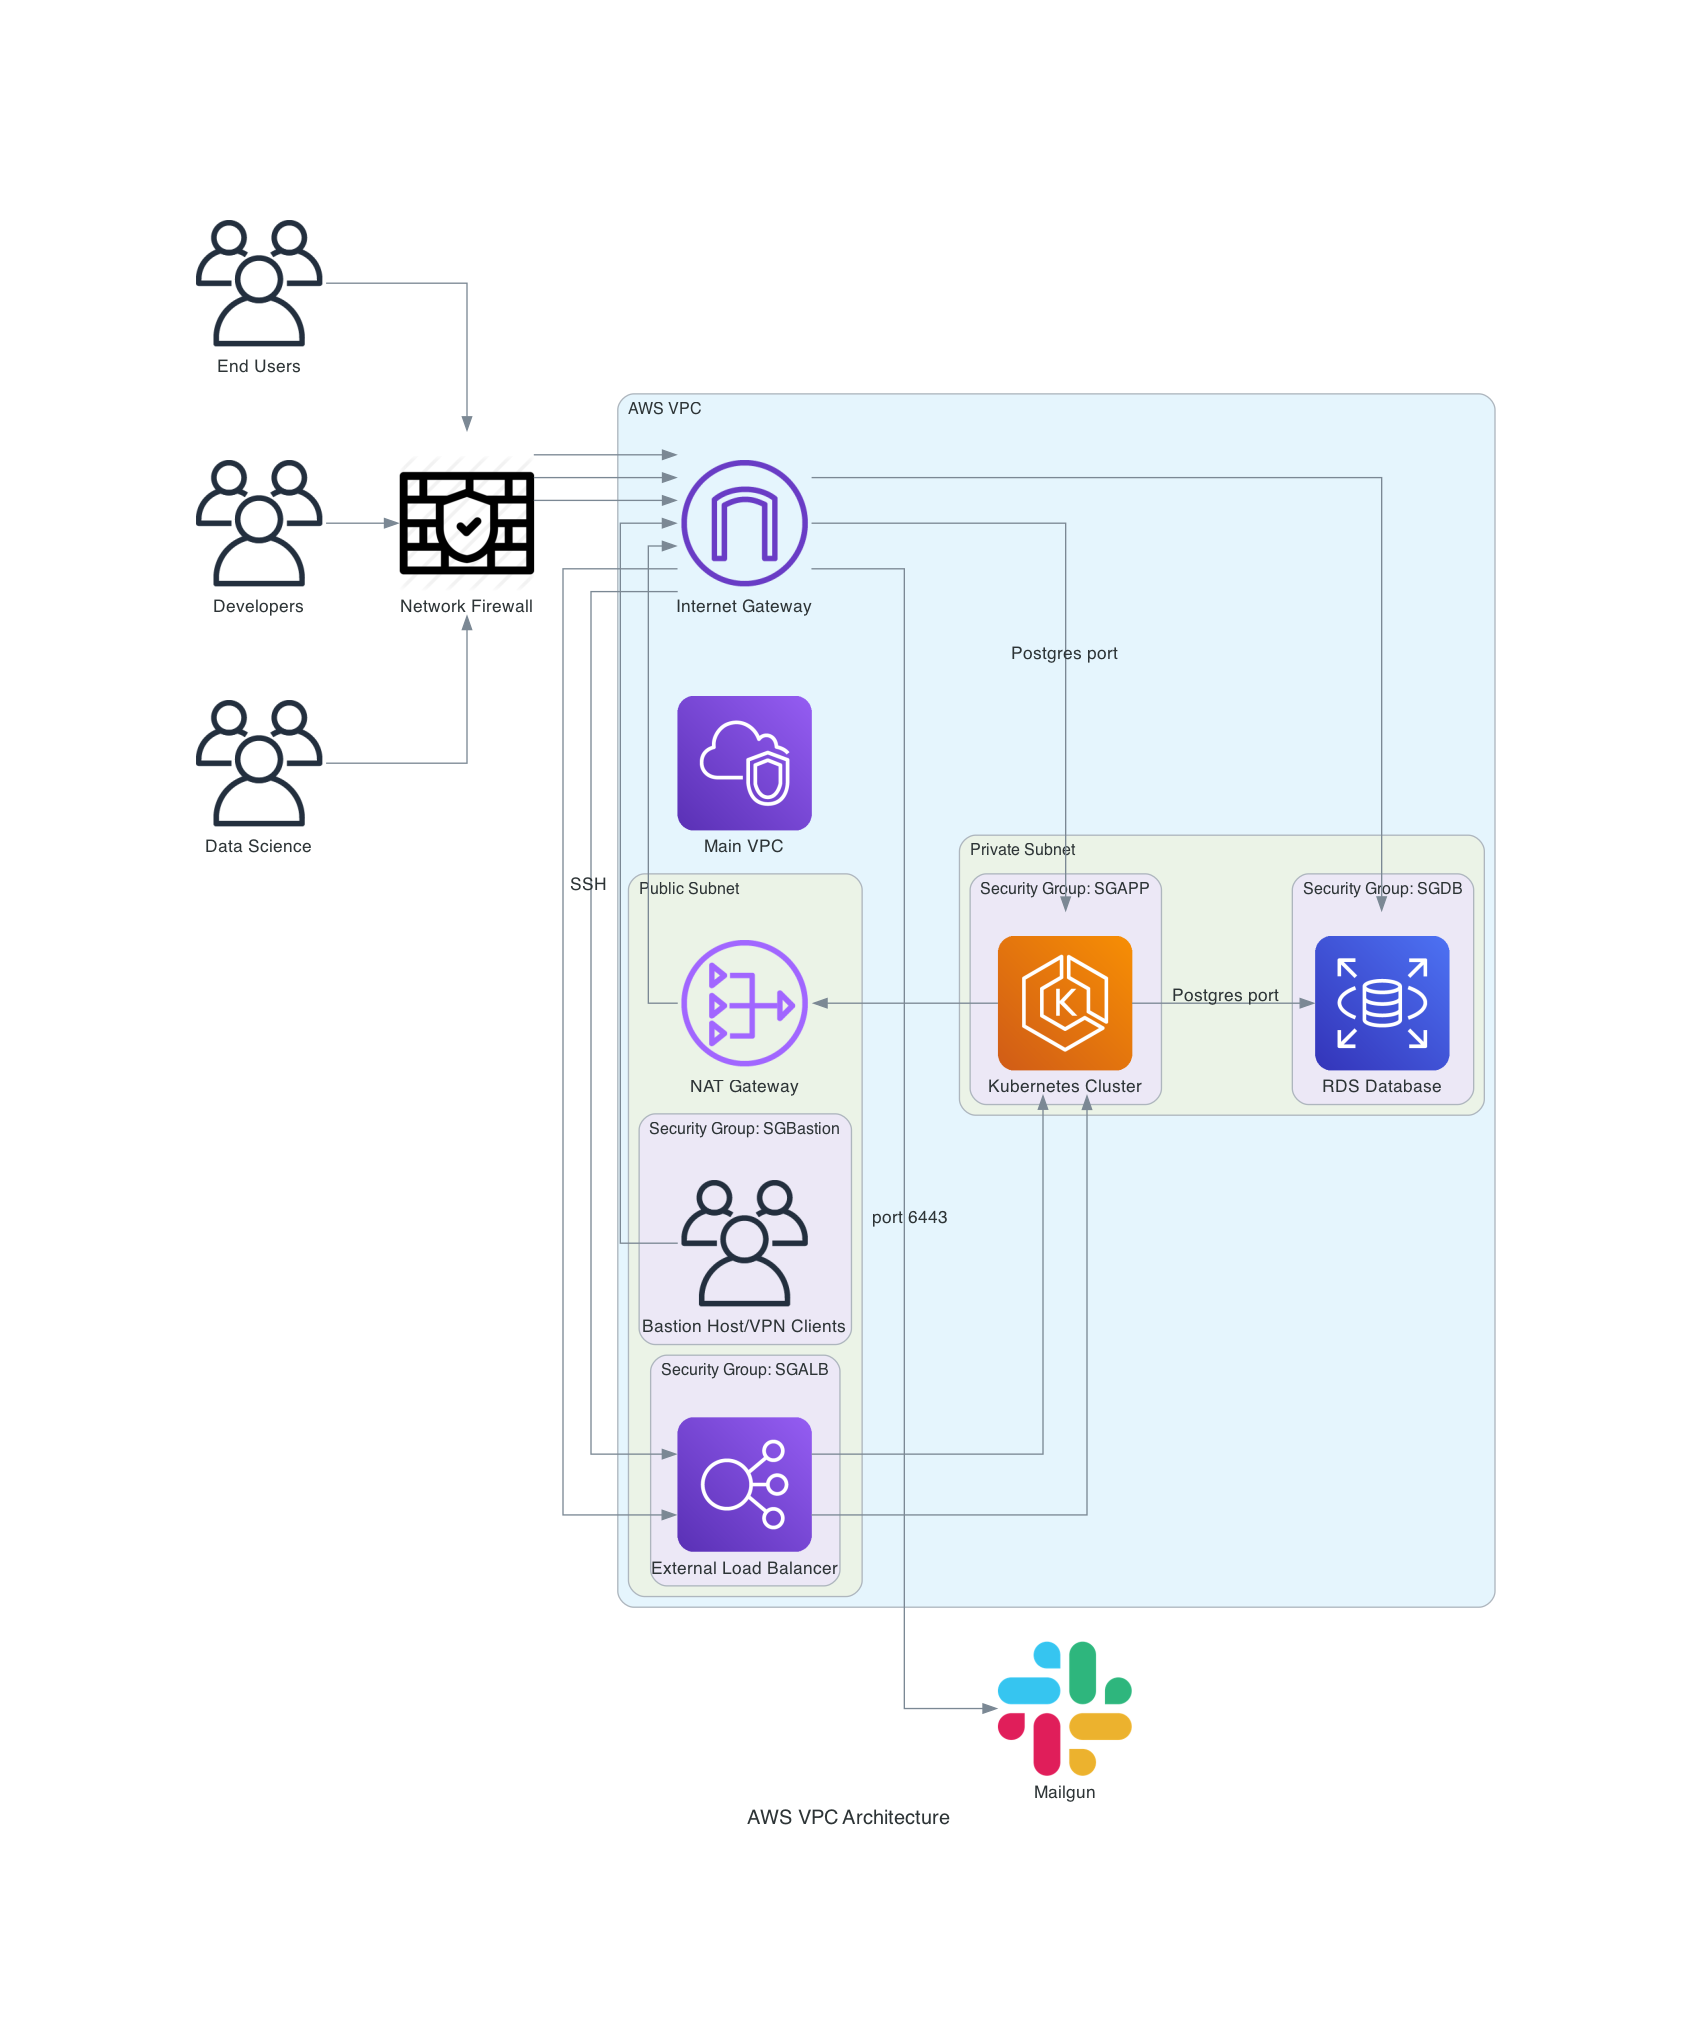 End Users
AWS VPC
Developers
Network Firewall
Internet Gateway
Postgres port
Data Science
Main VPC
Private Subnet
SSH
Public Subnet
Security Group: SGAPP
Security Group: SGDB
K
Postgres port
NAT Gateway
Kubernetes Cluster
RDS Database
Security Group: SGBastion
port 6443
Bastion Host/VPN Clients
Security Group: SGALB
External Load Balancer
Mailgun
AWS VPC Architecture